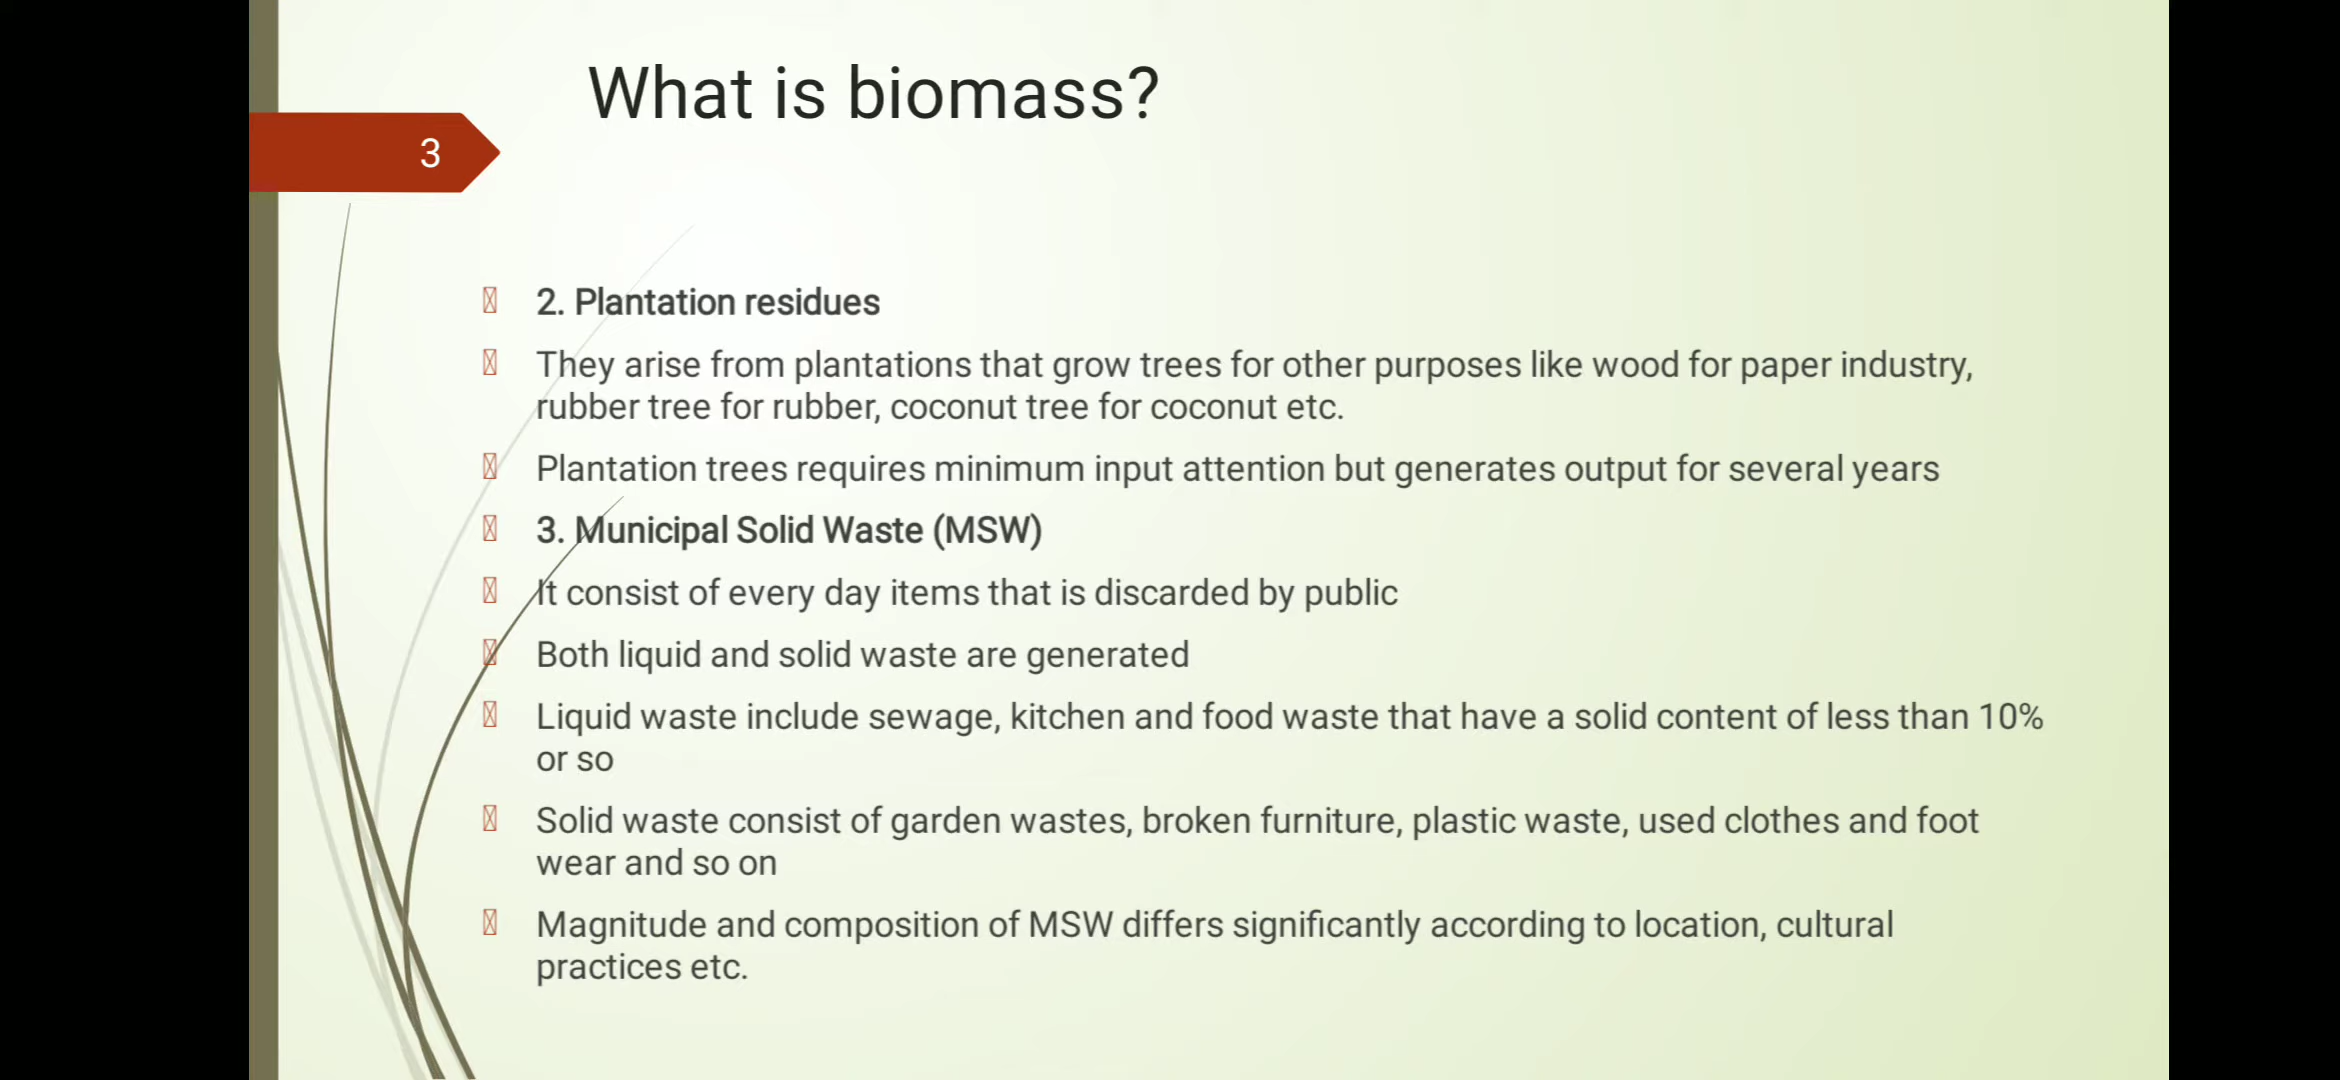 What is biomass?
3
2. Plantation residues
They arise from plantations that grow trees for other purposes like wood for paper industry,
rubber tree for rubber, coconut tree for coconut etc.
Plantation trees requires minimum input attention but generates output for several years
3. Municipal Solid Waste (MSW)
It consist of every day items that is discarded by public
Both liquid and solid waste are generated
Liquid waste include sewage, kitchen and food waste that have a solid content of less than 10%
or so
Solid waste consist of garden wastes, broken furniture, plastic waste, used clothes and foot
wear and so on
Magnitude and composition of MSW differs significantly according to location, cultural
practices etc.